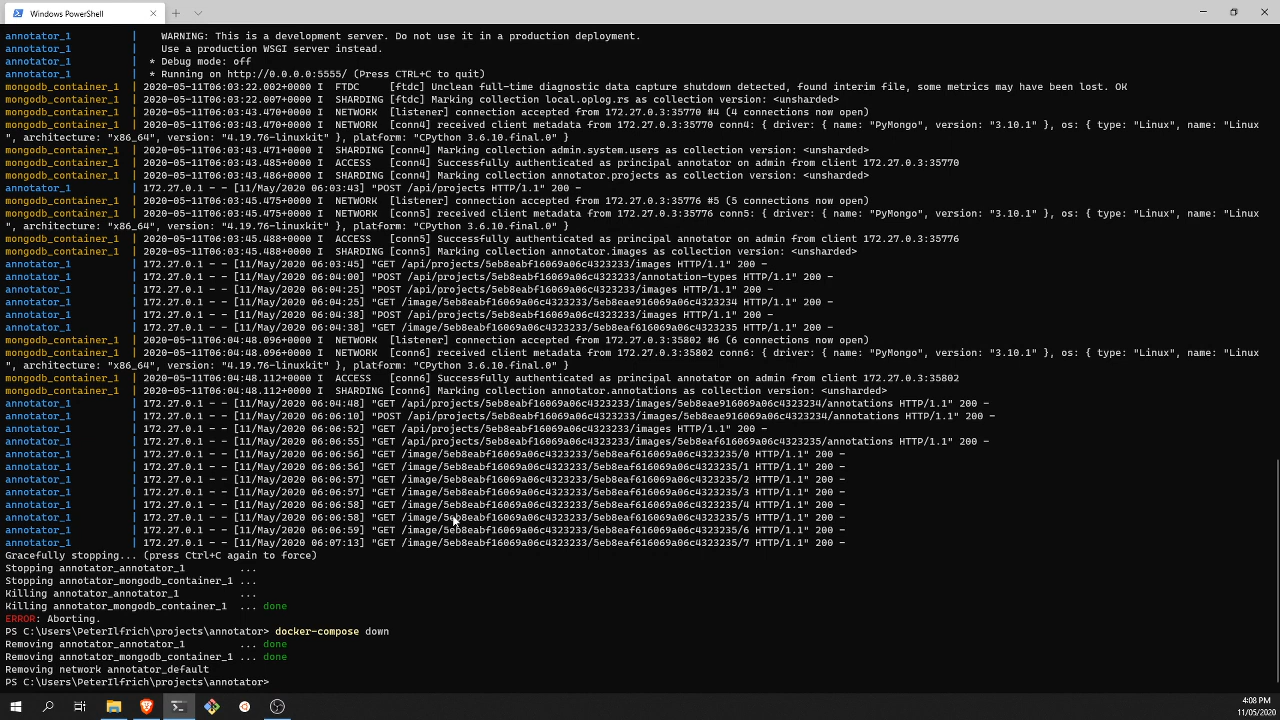 Windows PowerShell
annotator_1 | WARNING: This is a development server. Do not use it in a production deployment.
annotator_1 | Use a production WSGI server instead.
annotator_1 | * Debug mode: off
annotator_1 | * Running on http://0.0.0.0:5555/ (Press CTRL+C to quit)
mongodb_container_1 | 2020-05-11T06:03:22.002+0000 I FTDC [ftdc] Unclean full-time diagnostic data capture shutdown detected, found interim file, some metrics may have been lost. OK
mongodb_container_1 | 2020-05-11T06:03:22.007+0000 I SHARDING [ftdc] Marking collection local.oplog.rs as collection version: <unsharded>
mongodb_container_1 | 2020-05-11T06:03:43.470+0000 I NETWORK [listener] connection accepted from 172.27.0.3:35770 #4 (4 connections now open)
mongodb_container_1 | 2020-05-11T06:03:43.470+0000 I NETWORK [conn4] received client metadata from 172.27.0.3:35770 conn4: { driver: { name: "PyMongo", version: "3.10.1" }, os: { type: "Linux", name: "Linux
", architecture: "x86_64", version: "4.19.76-linuxkit" }, platform: "CPython 3.6.10.final.0" }
mongodb_container_1 | 2020-05-11T06:03:43.471+0000 I SHARDING [conn4] Marking collection admin.system.users as collection version: <unsharded>
mongodb_container_1 | 2020-05-11T06:03:43.485+0000 I ACCESS [conn4] Successfully authenticated as principal annotator on admin from client 172.27.0.3:35770
mongodb_container_1 | 2020-05-11T06:03:43.486+0000 I SHARDING [conn4] Marking collection annotator.projects as collection version: <unsharded>
annotator_1 | 172.27.0.1 - - [11/May/2020 06:03:43] "POST /api/projects HTTP/1.1" 200 -
mongodb_container_1 | 2020-05-11T06:03:45.475+0000 I NETWORK [listener] connection accepted from 172.27.0.3:35776 #5 (5 connections now open)
mongodb_container_1 | 2020-05-11T06:03:45.475+0000 I NETWORK [conn5] received client metadata from 172.27.0.3:35776 conn5: { driver: { name: "PyMongo", version: "3.10.1" }, os: { type: "Linux", name: "Linux
", architecture: "x86_64", version: "4.19.76-linuxkit" }, platform: "CPython 3.6.10.final.0" }
mongodb_container_1 | 2020-05-11T06:03:45.488+0000 I ACCESS [conn5] Successfully authenticated as principal annotator on admin from client 172.27.0.3:35776
mongodb_container_1 | 2020-05-11T06:03:45.488+0000 I SHARDING [conn5] Marking collection annotator.images as collection version: <unsharded>
annotator_1 | 172.27.0.1 - - [11/May/2020 06:03:45] "GET /api/projects/5eb8eabf16069a06c4323233/images HTTP/1.1" 200 -
annotator_1 | 172.27.0.1 - - [11/May/2020 06:04:00] "POST /api/projects/5eb8eabf16069a06c4323233/annotation-types HTTP/1.1" 200 -
annotator_1 | 172.27.0.1 - - [11/May/2020 06:04:25] "POST /api/projects/5eb8eabf16069a06c4323233/images HTTP/1.1" 200 -
annotator_1 | 172.27.0.1 - - [11/May/2020 06:04:25] "GET /image/5eb8eabf16069a06c4323233/5eb8eae916069a06c4323234 HTTP/1.1" 200 -
annotator_1 | 172.27.0.1 - - [11/May/2020 06:04:38] "POST /api/projects/5eb8eabf16069a06c4323233/images HTTP/1.1" 200 -
annotator_1 | 172.27.0.1 - - [11/May/2020 06:04:38] "GET /image/5eb8eabf16069a06c4323233/5eb8eaf616069a06c4323235 HTTP/1.1" 200 -
mongodb_container_1 | 2020-05-11T06:04:48.096+0000 I NETWORK [listener] connection accepted from 172.27.0.3:35802 #6 (6 connections now open)
mongodb_container_1 | 2020-05-11T06:04:48.096+0000 I NETWORK [conn6] received client metadata from 172.27.0.3:35802 conn6: { driver: { name: "PyMongo", version: "3.10.1" }, os: { type: "Linux", name: "Linux
", architecture: "x86_64", version: "4.19.76-linuxkit" }, platform: "CPython 3.6.10.final.0" }
mongodb_container_1 | 2020-05-11T06:04:48.112+0000 I ACCESS [conn6] Successfully authenticated as principal annotator on admin from client 172.27.0.3:35802
mongodb_container_1 | 2020-05-11T06:04:48.112+0000 I SHARDING [conn6] Marking collection annotator.annotations as collection version: <unsharded>
annotator_1 | 172.27.0.1 - - [11/May/2020 06:04:48] "GET /api/projects/5eb8eabf16069a06c4323233/images/5eb8eae916069a06c4323234/annotations HTTP/1.1" 200 -
annotator_1 | 172.27.0.1 - - [11/May/2020 06:06:10] "POST /api/projects/5eb8eabf16069a06c4323233/images/5eb8eae916069a06c4323234/annotations HTTP/1.1" 200 -
annotator_1 | 172.27.0.1 - - [11/May/2020 06:06:52] "GET /api/projects/5eb8eabf16069a06c4323233/images HTTP/1.1" 200 -
annotator_1 | 172.27.0.1 - - [11/May/2020 06:06:55] "GET /api/projects/5eb8eabf16069a06c4323233/images/5eb8eaf616069a06c4323235/annotations HTTP/1.1" 200 -
annotator_1 | 172.27.0.1 - - [11/May/2020 06:06:56] "GET /image/5eb8eabf16069a06c4323233/5eb8eaf616069a06c4323235/0 HTTP/1.1" 200 -
annotator_1 | 172.27.0.1 - - [11/May/2020 06:06:56] "GET /image/5eb8eabf16069a06c4323233/5eb8eaf616069a06c4323235/1 HTTP/1.1" 200 -
annotator_1 | 172.27.0.1 - - [11/May/2020 06:06:57] "GET /image/5eb8eabf16069a06c4323233/5eb8eaf616069a06c4323235/2 HTTP/1.1" 200 -
annotator_1 | 172.27.0.1 - - [11/May/2020 06:06:57] "GET /image/5eb8eabf16069a06c4323233/5eb8eaf616069a06c4323235/3 HTTP/1.1" 200 -
annotator_1 | 172.27.0.1 - - [11/May/2020 06:06:58] "GET /image/5eb8eabf16069a06c4323233/5eb8eaf616069a06c4323235/4 HTTP/1.1" 200 -
annotator_1 | 172.27.0.1 - - [11/May/2020 06:06:58] "GET /image/5eb8eabf16069a06c4323233/5eb8eaf616069a06c4323235/5 HTTP/1.1" 200 -
annotator_1 | 172.27.0.1 - - [11/May/2020 06:06:59] "GET /image/5eb8eabf16069a06c4323233/5eb8eaf616069a06c4323235/6 HTTP/1.1" 200 -
annotator_1 | 172.27.0.1 - - [11/May/2020 06:07:13] "GET /image/5eb8eabf16069a06c4323233/5eb8eaf616069a06c4323235/7 HTTP/1.1" 200 -
Gracefully stopping... (press Ctrl+C again to force)
Stopping annotator_annotator_1 ...
Stopping annotator_mongodb_container_1 ...
Killing annotator_annotator_1 ...
Killing annotator_mongodb_container_1 ... done
ERROR: Aborting.
PS C:\Users\PeterIlfrich\projects\annotator> docker-compose down
Removing annotator_annotator_1 ... done
Removing annotator_mongodb_container_1 ... done
Removing network annotator_default
PS C:\Users\PeterIlfrich\projects\annotator>
4:08 PM
11/05/2020